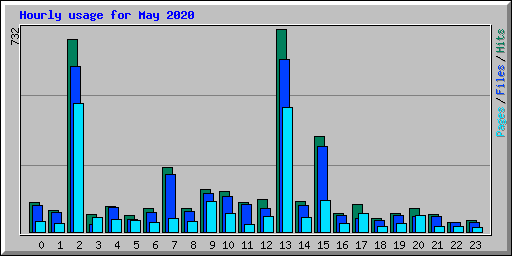 Hourly usage for May 2020
732
Pages/Files/Hits
0 1 2 3 4 5 6 7 8 9 10 11 12 13 14 15 16 17 18 19 20 21 22 23